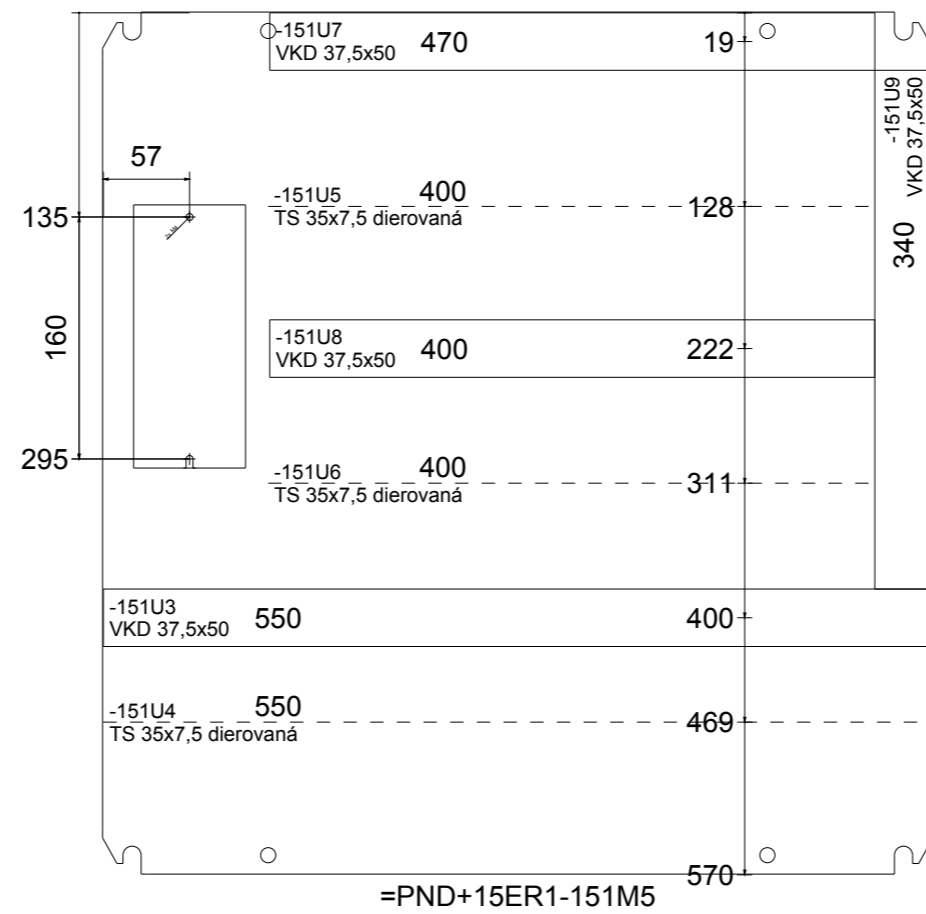 -151U7
VKD 37,5x50
470
19
-151U9
VKD 37,5x50
340
57
135
-151U5
TS 35x7,5 dierovaná
400
128
160
-151U8
VKD 37,5x50
400
222
295
-151U6
TS 35x7,5 dierovaná
400
311
-151U3
VKD 37,5x50
550
400
-151U4
TS 35x7,5 dierovaná
550
469
570
=PND+15ER1-151M5